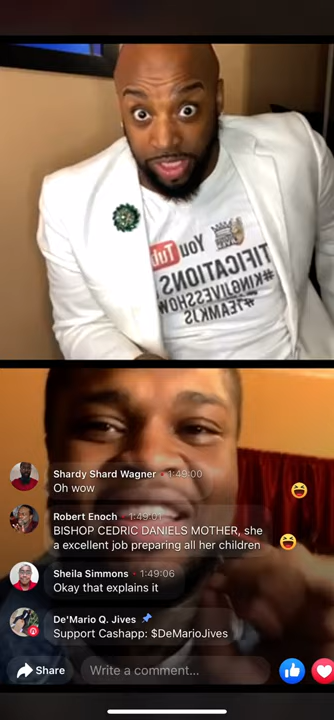 You Tube
TIFICATIONS
#KINGJIVESSHOW
#TEAMKJS
Shardy Shard Wagner • 1:49:00
Oh wow
Robert Enoch • 1:49:01
BISHOP CEDRIC DANIELS MOTHER, she
a excellent job preparing all her children
Sheila Simmons • 1:49:06
Okay that explains it
De'Mario Q. Jives
Support Cashapp: $DeMarioJives
Share
Write a comment...